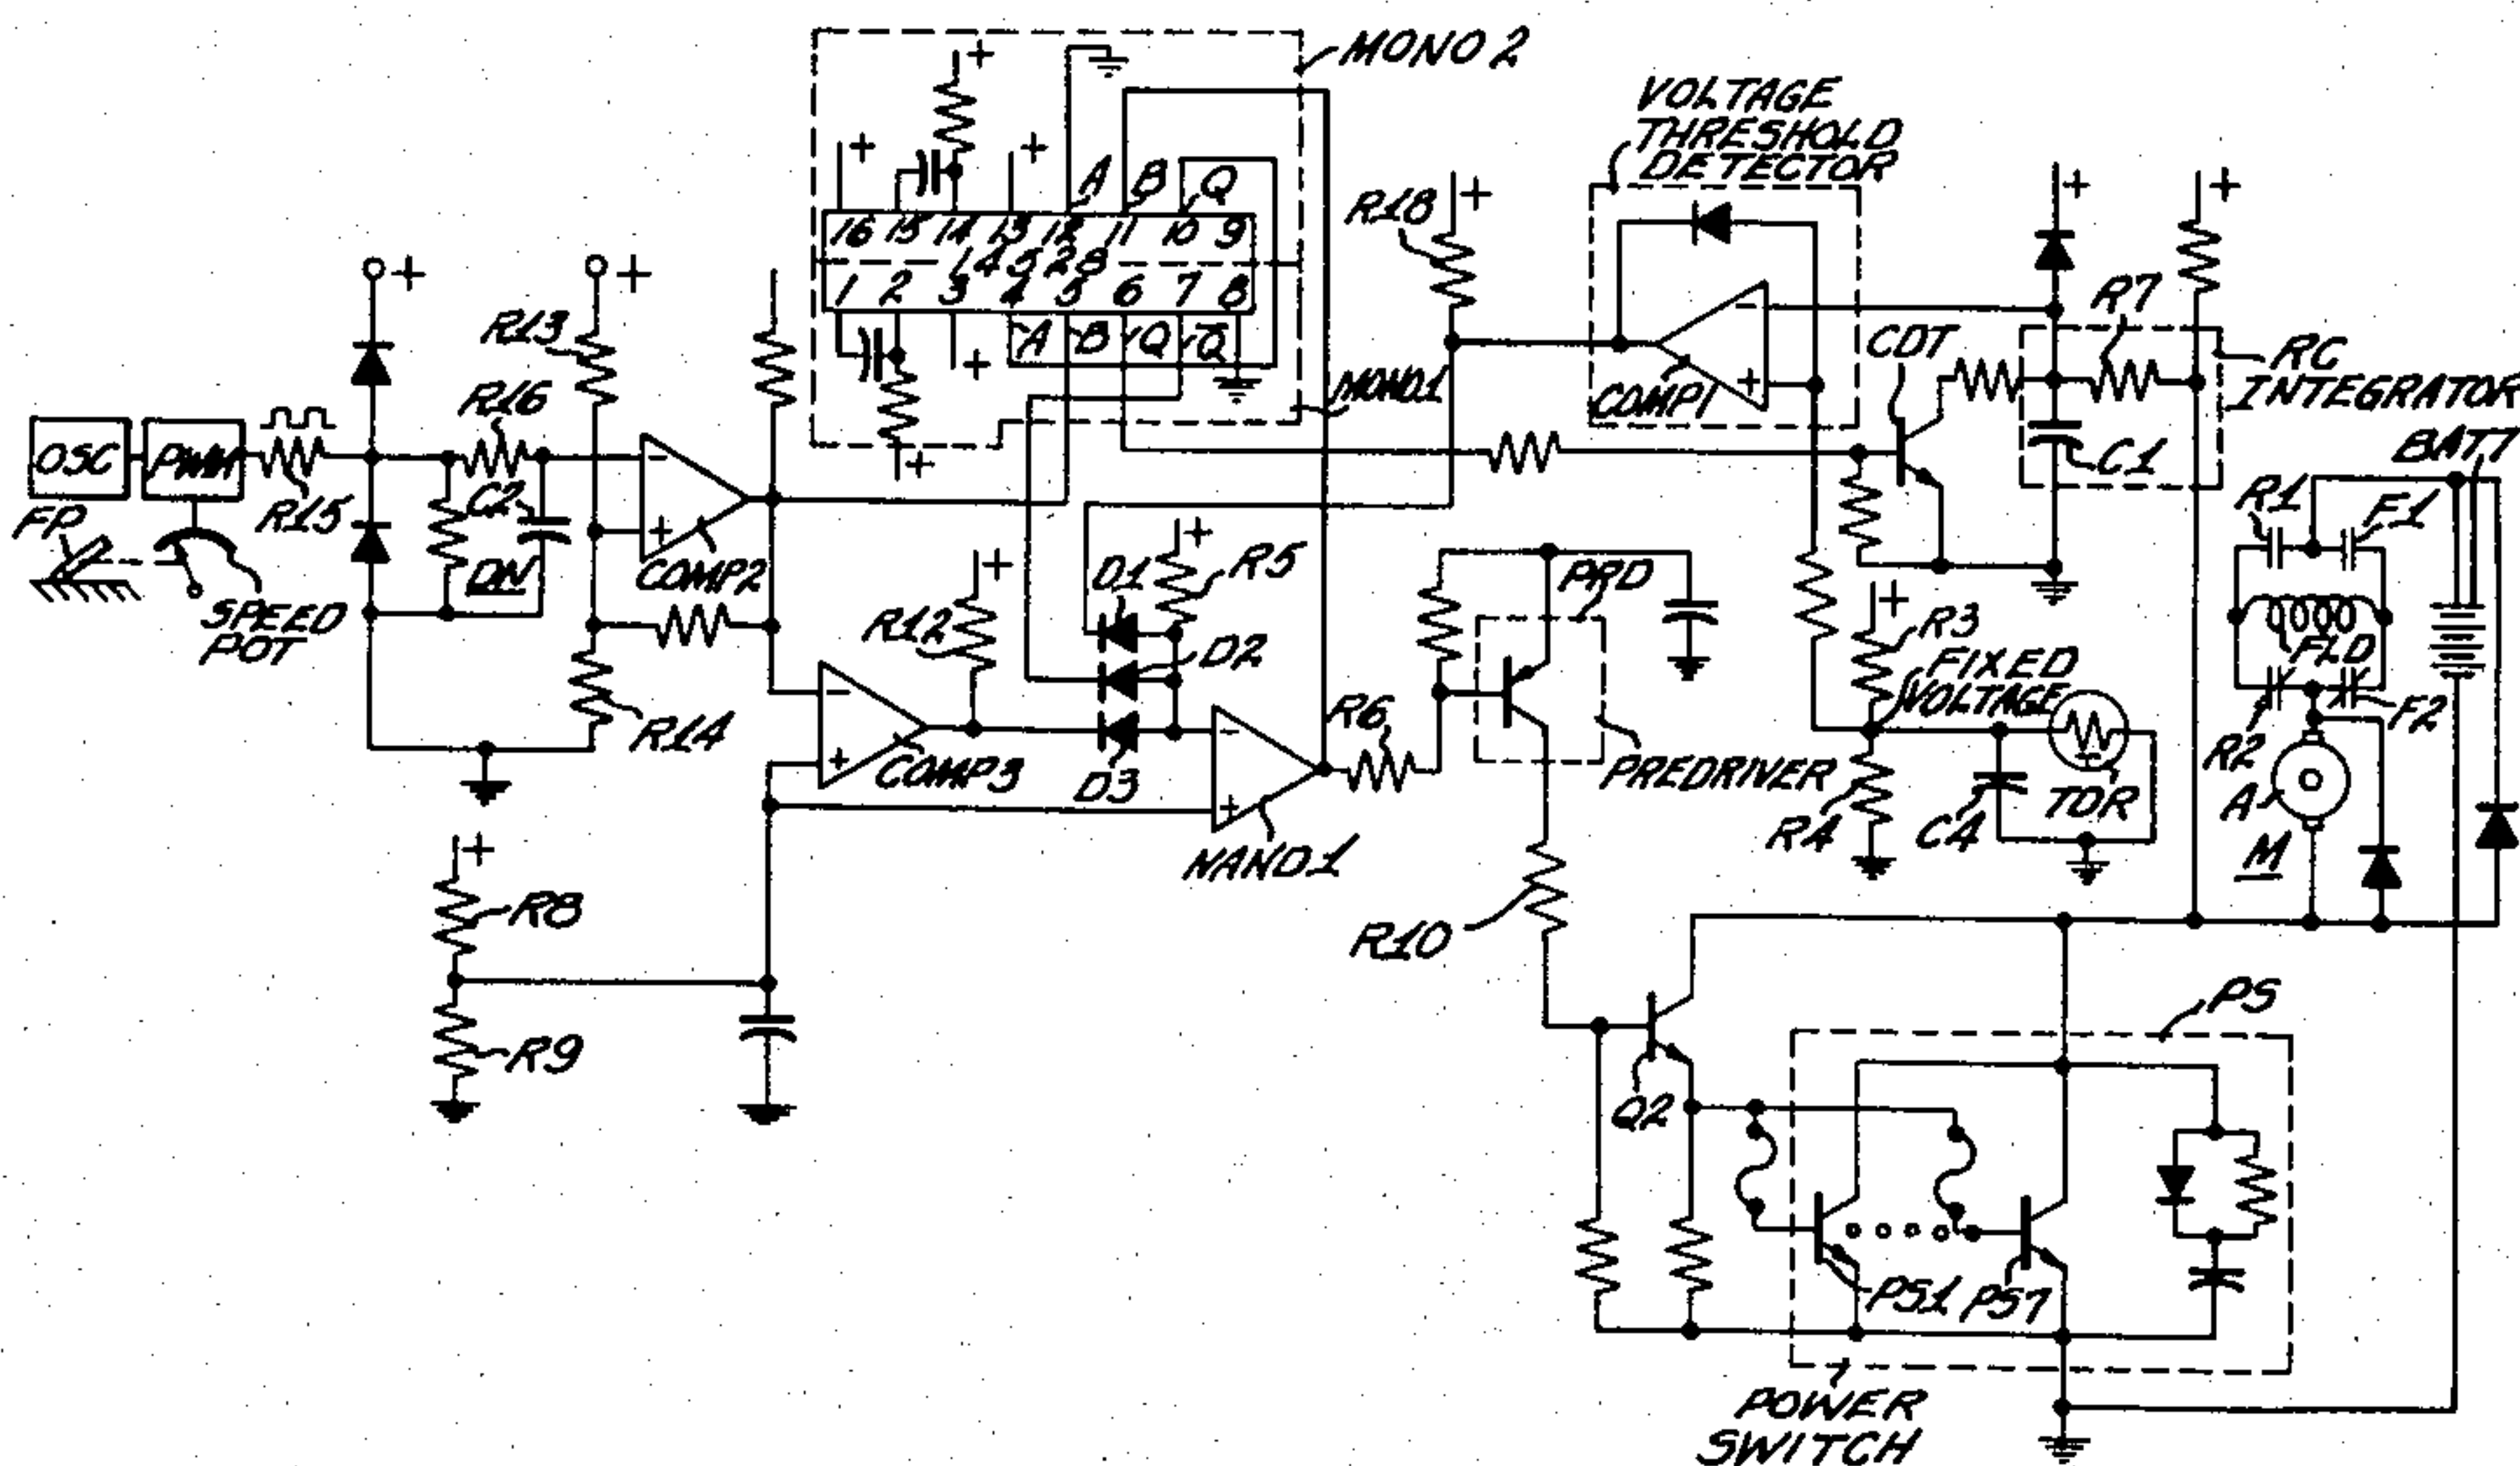 MONO 2
+
+
+
A
B
Q
16 15 14 13 12 11 10 9
14528
1 2 3 4 5 6 7 8
A
B
Q
Q̅
+
+
MONO1
VOLTAGE
THRESHOLD
DETECTOR
R18
+
-
+
COMP1
+
+
R7
CDT
RC
INTEGRATOR
C1
BATT
+
+
R13
R16
OSC
PWM
R15
C2
DN
-
+
COMP2
FP
SPEED
POT
R14
R12
+
D1
+
R5
D2
D3
-
+
COMP3
-
+
NAND1
R6
PRD
PREDRIVER
+
R3
FIXED
VOLTAGE
R4
C4
t°
TDR
R1
F1
FLD
R2
F2
A
M
+
R8
R9
R10
Q2
PS
PS1
PS7
POWER
SWITCH